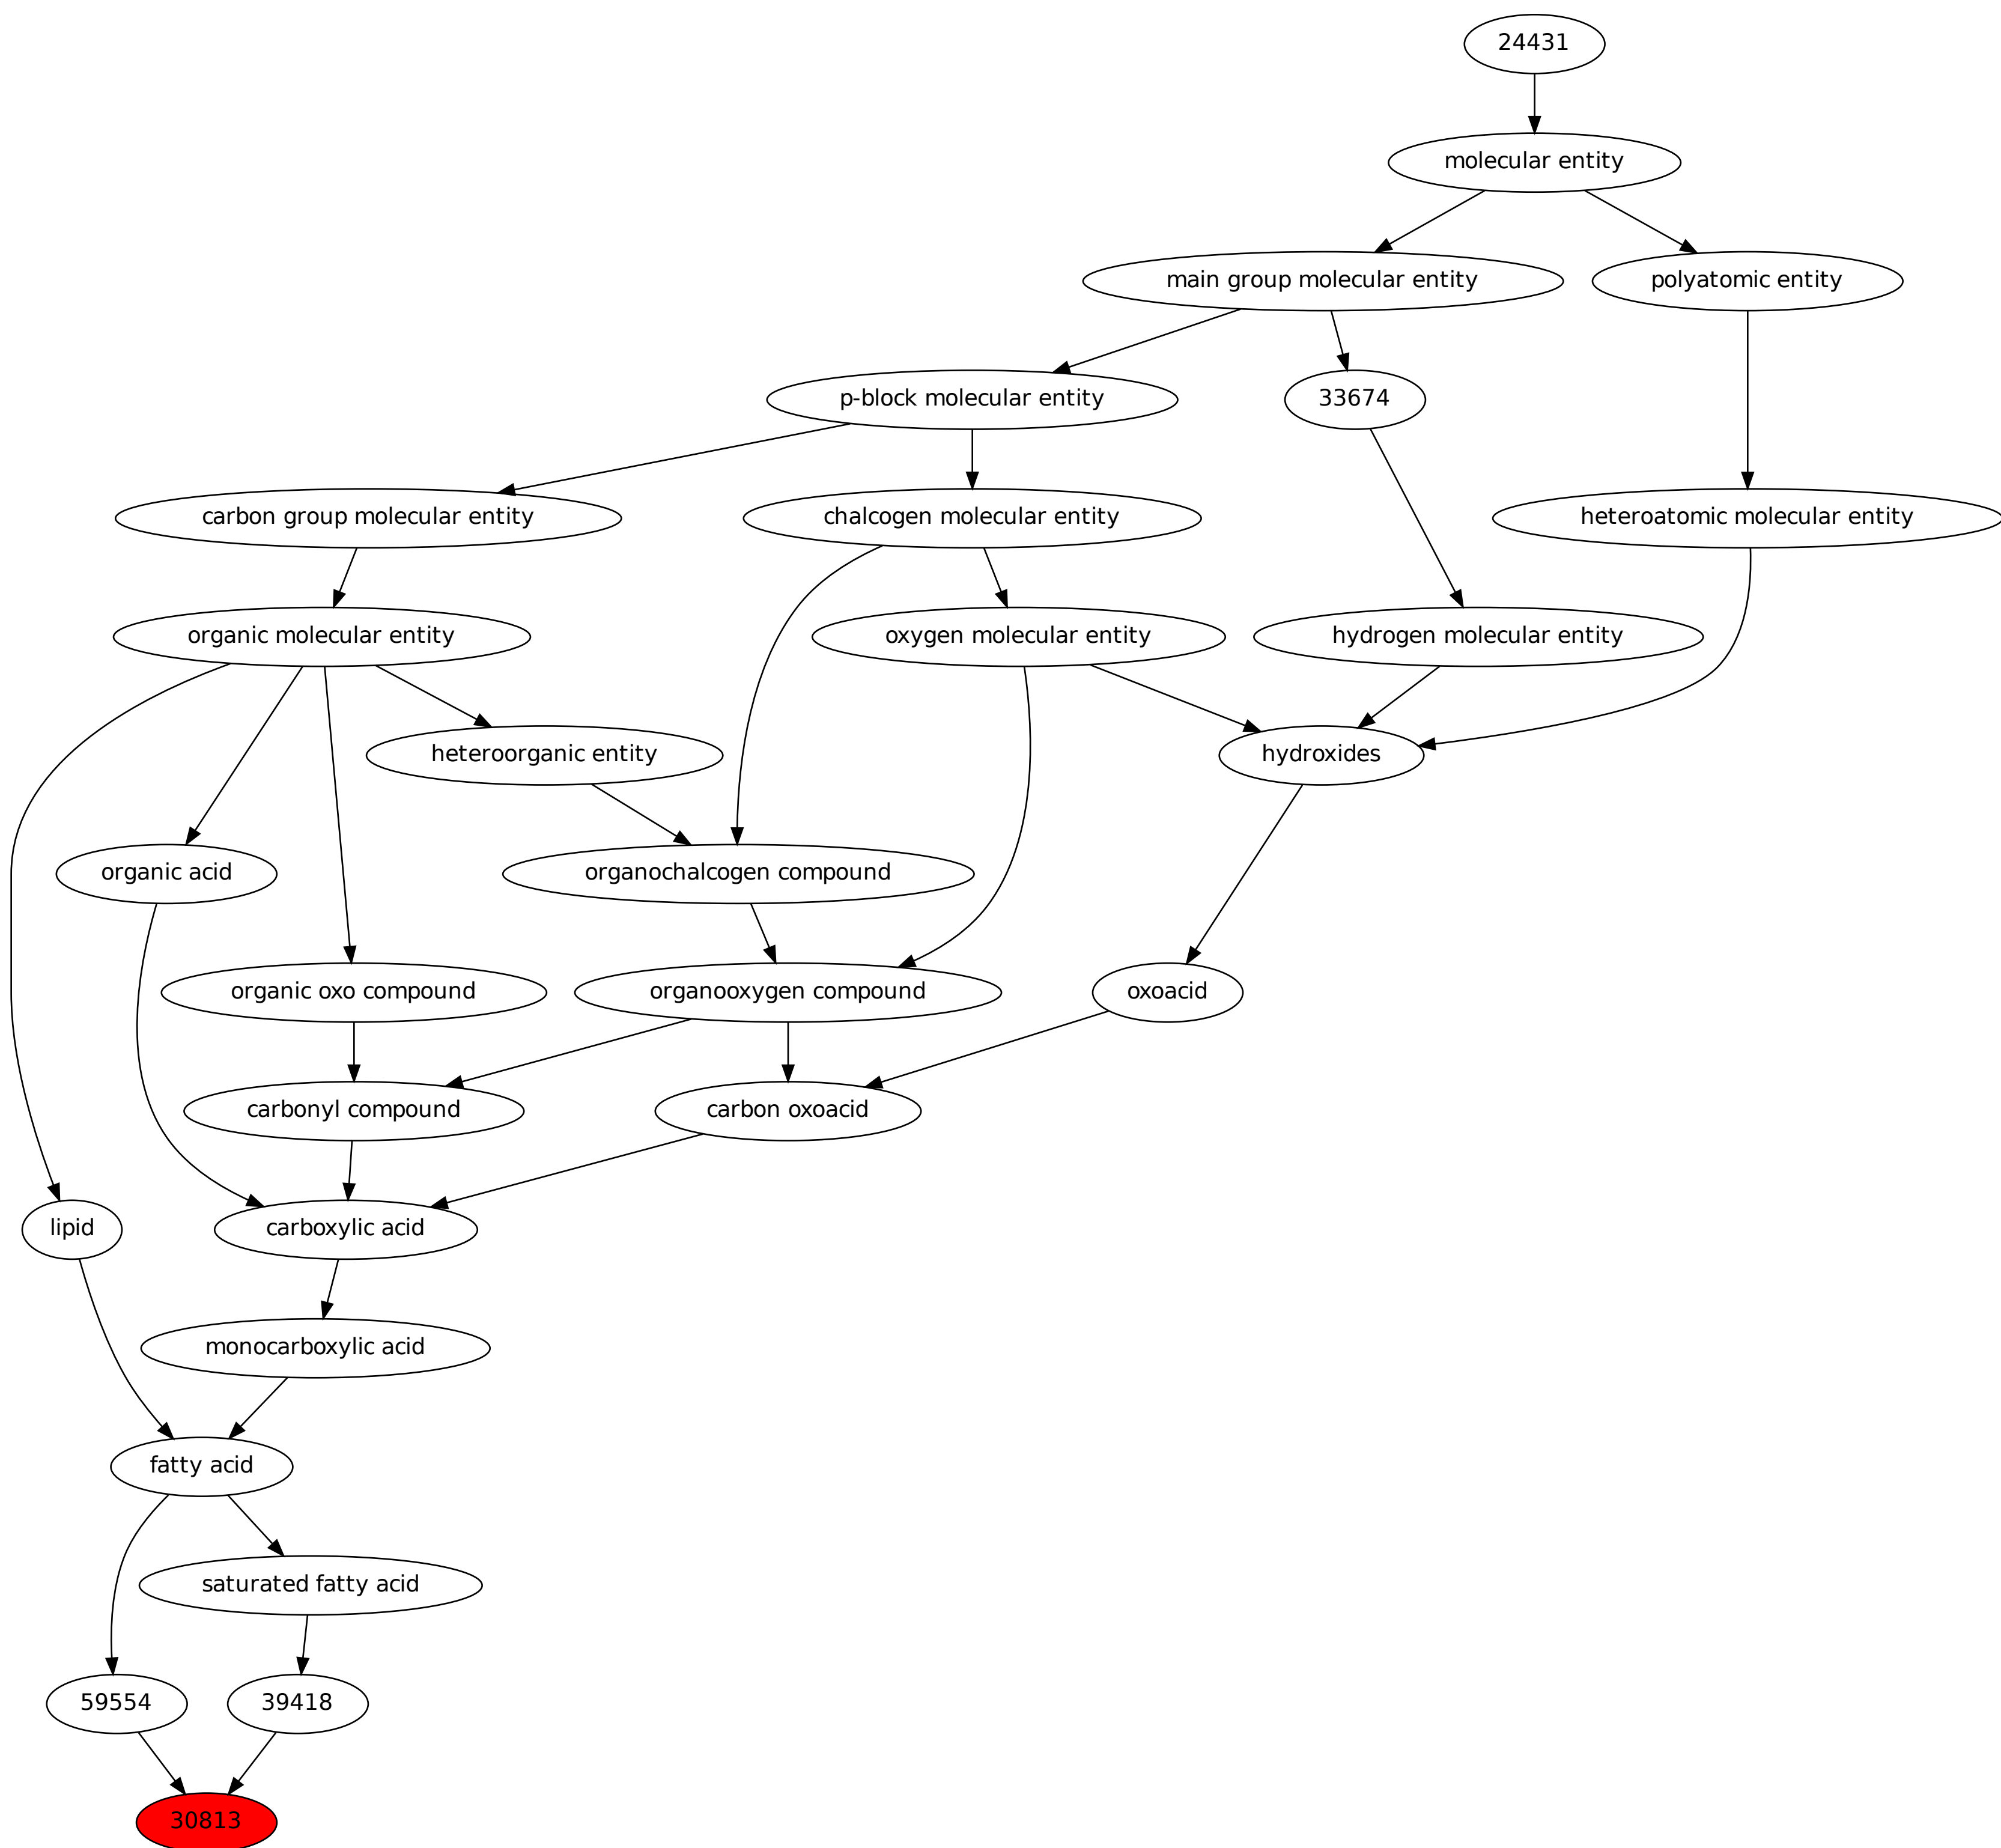 24431
molecular entity
main group molecular entity
polyatomic entity
p-block molecular entity
33674
carbon group molecular entity
chalcogen molecular entity
heteroatomic molecular entity
organic molecular entity
oxygen molecular entity
hydrogen molecular entity
heteroorganic entity
hydroxides
organic acid
organochalcogen compound
organic oxo compound
organooxygen compound
oxoacid
carbonyl compound
carbon oxoacid
lipid
carboxylic acid
monocarboxylic acid
fatty acid
saturated fatty acid
59554
39418
30813